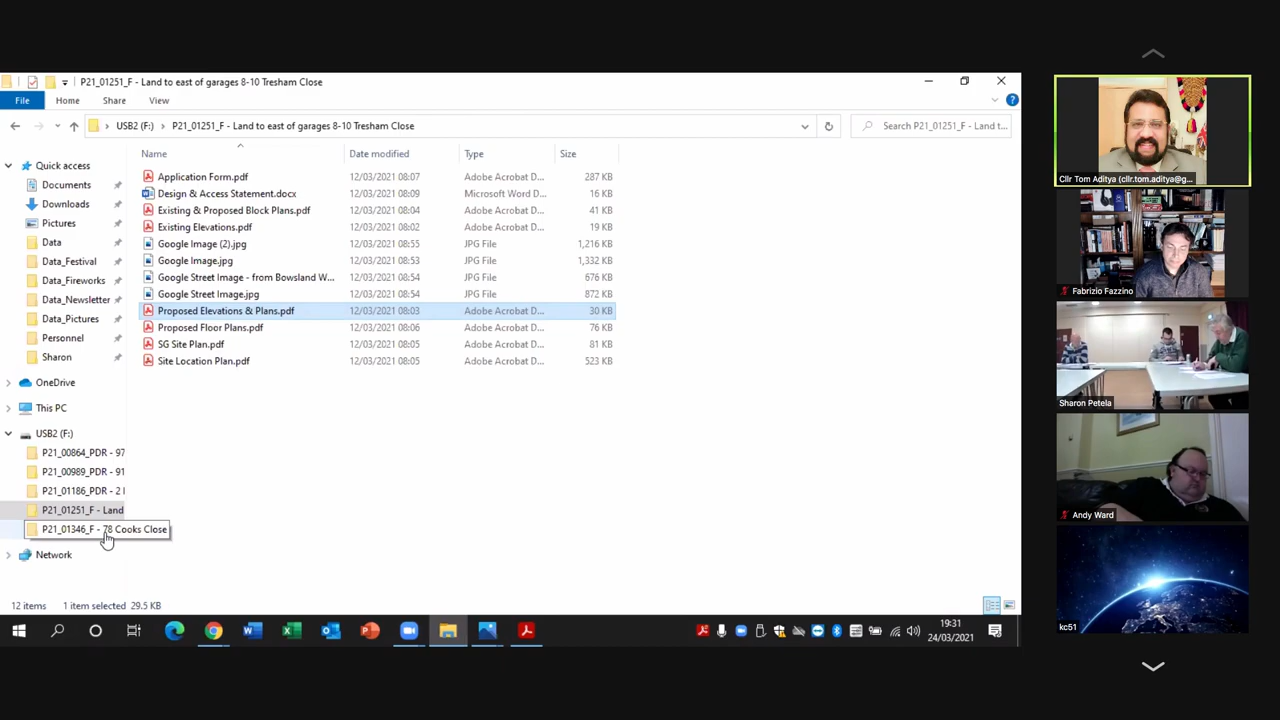 P21_01251_F - Land to east of garages 8-10 Tresham Close
File Home Share View
USB2 (F:) P21_01251_F - Land to east of garages 8-10 Tresham Close
Search P21_01251_F - Land t...
Name Date modified Type Size
Quick access
Documents
Downloads
Pictures
Data
Data_Festival
Data_Fireworks
Data_Newsletter
Data_Pictures
Personnel
Sharon
OneDrive
This PC
USB2 (F:)
P21_00864_PDR - 97
P21_00989_PDR - 91
P21_01186_PDR - 2
P21_01251_F - Land
P21_01346_F - 78 Cooks Close
Network
Application Form.pdf 12/03/2021 08:07 Adobe Acrobat D... 287 KB
Design & Access Statement.docx 12/03/2021 08:09 Microsoft Word D... 16 KB
Existing & Proposed Block Plans.pdf 12/03/2021 08:04 Adobe Acrobat D... 41 KB
Existing Elevations.pdf 12/03/2021 08:02 Adobe Acrobat D... 19 KB
Google Image (2).jpg 12/03/2021 08:55 JPG File 1,216 KB
Google Image.jpg 12/03/2021 08:53 JPG File 1,332 KB
Google Street Image - from Bowsland W... 12/03/2021 08:54 JPG File 676 KB
Google Street Image.jpg 12/03/2021 08:54 JPG File 872 KB
Proposed Elevations & Plans.pdf 12/03/2021 08:03 Adobe Acrobat D... 30 KB
Proposed Floor Plans.pdf 12/03/2021 08:06 Adobe Acrobat D... 76 KB
SG Site Plan.pdf 12/03/2021 08:05 Adobe Acrobat D... 81 KB
Site Location Plan.pdf 12/03/2021 08:05 Adobe Acrobat D... 523 KB
12 items 1 item selected 29.5 KB
19:31
24/03/2021
Cllr Tom Aditya (cllr.tom.aditya@g...
Fabrizio Fazzino
Sharon Petela
Andy Ward
kc51